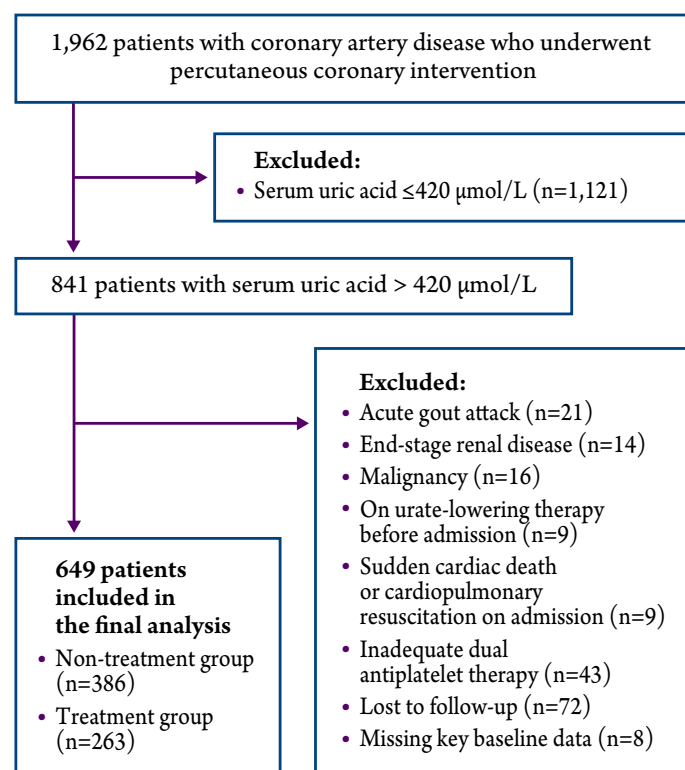 1,962 patients with coronary artery disease who underwent
percutaneous coronary intervention
Excluded:
• Serum uric acid ≤420 μmol/L (n=1,121)
841 patients with serum uric acid > 420 μmol/L
Excluded:
• Acute gout attack (n=21)
• End-stage renal disease (n=14)
• Malignancy (n=16)
• On urate-lowering therapy
before admission (n=9)
• Sudden cardiac death
or cardiopulmonary
resuscitation on admission (n=9)
• Inadequate dual
antiplatelet therapy (n=43)
• Lost to follow-up (n=72)
• Missing key baseline data (n=8)
649 patients
included in
the final analysis
• Non-treatment group
(n=386)
• Treatment group
(n=263)